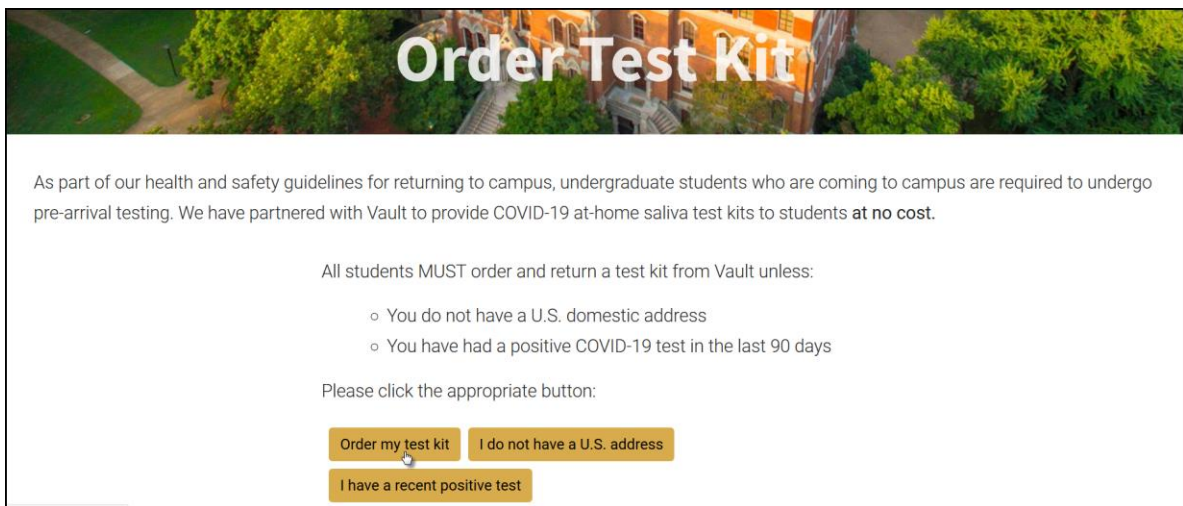 Order Test Kit
As part of our health and safety guidelines for returning to campus, undergraduate students who are coming to campus are required to undergo
pre-arrival testing. We have partnered with Vault to provide COVID-19 at-home saliva test kits to students at no cost.
All students MUST order and return a test kit from Vault unless:
◦ You do not have a U.S. domestic address
◦ You have had a positive COVID-19 test in the last 90 days
Please click the appropriate button:
Order my test kit I do not have a U.S. address
I have a recent positive test